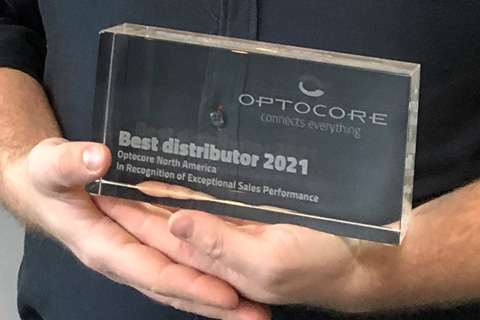 OPTOCORE
connects everything
Best distributor 2021
Optocore North America
In Recognition of Exceptional Sales Performance